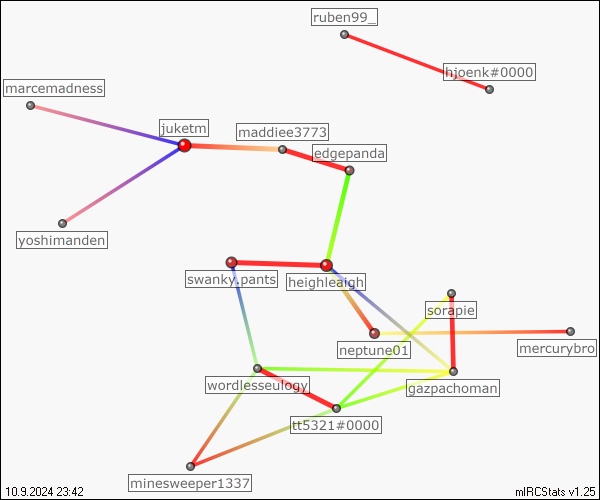 ruben99_
hjoenk#0000
marcemadness
juketm
maddiee3773
edgepanda
yoshimanden
swanky.pants
heighleaigh
sorapie
neptune01
mercurybro
wordlesseulogy
gazpachoman
tt5321#0000
minesweeper1337
10.9.2024 23:42
mIRCStats v1.25